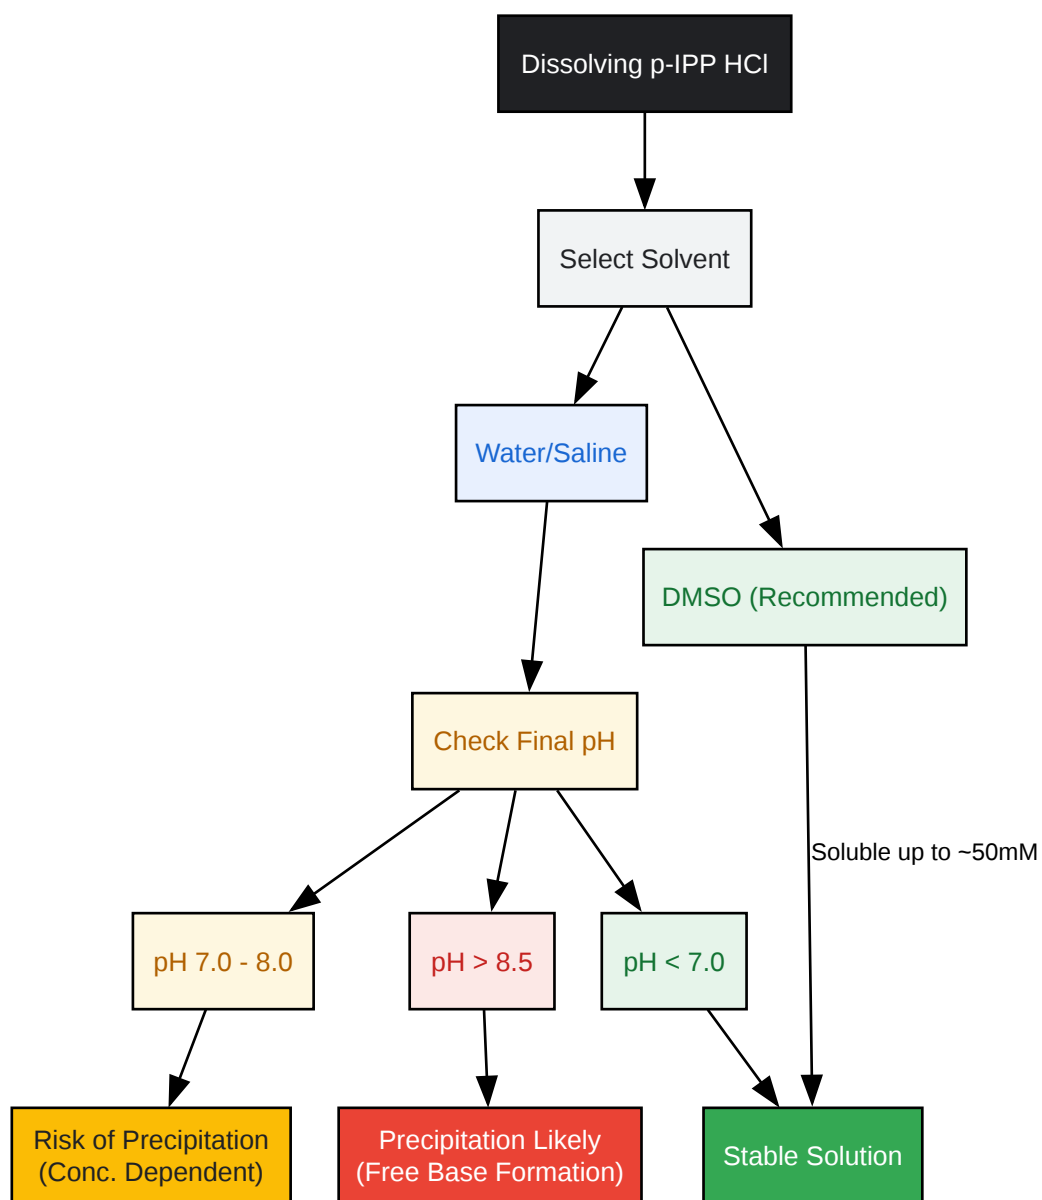 Dissolving p-IPP HCl
Select Solvent
Water/Saline
DMSO (Recommended)
Check Final pH
Soluble up to ~50mM
pH 7.0 - 8.0
pH > 8.5
pH < 7.0
Risk of Precipitation
(Conc. Dependent)
Precipitation Likely
(Free Base Formation)
Stable Solution